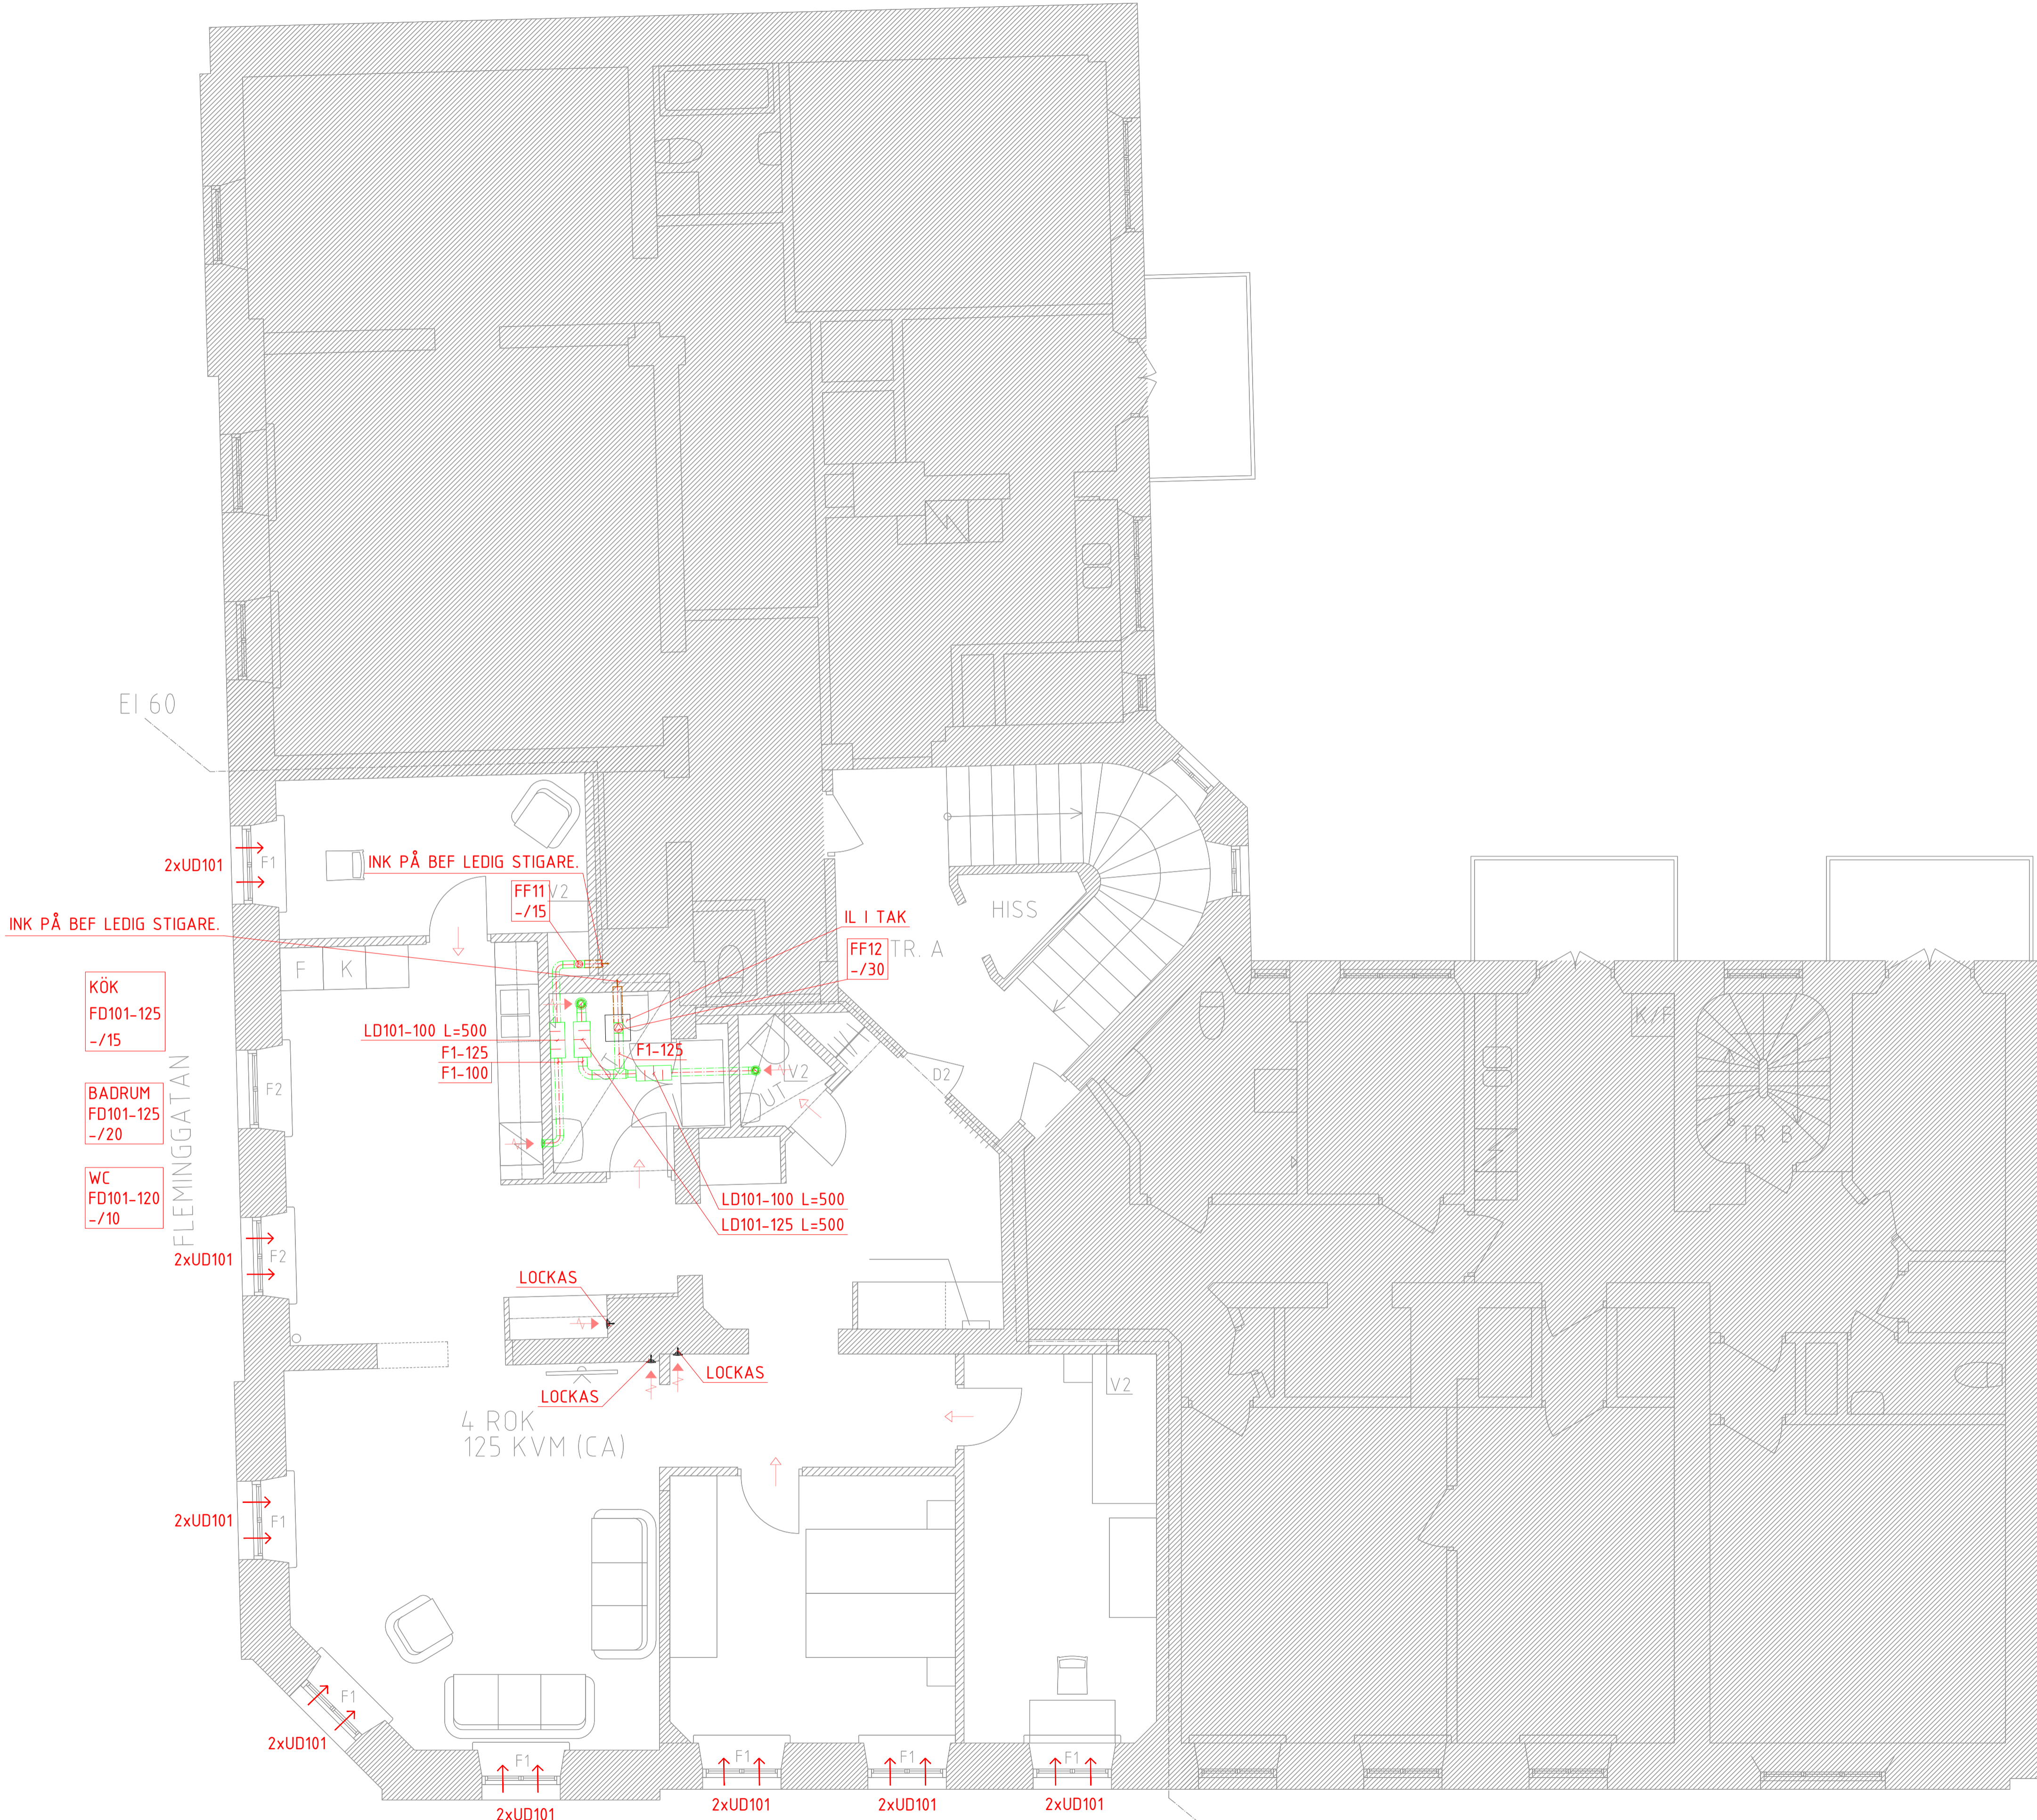 EI 60
2xUD101
F1
INK PÅ BEF LEDIG STIGARE.
V2
FF11
-/15
INK PÅ BEF LEDIG STIGARE.
IL I TAK
HISS
TR. A
FF12
-/30
F
K
KÖK
FD101-125
-/15
LD101-100 L=500
F1-125
F1-100
F1-125
V2
UT
D2
K/F
TR B
F2
BADRUM
FD101-125
-/20
WC
FD101-120
-/10
FLEMINGGATAN
LD101-100 L=500
LD101-125 L=500
2xUD101
F2
LOCKAS
LOCKAS
LOCKAS
V2
4 ROK
125 KVM (CA)
2xUD101
F1
F1
2xUD101
F1
F1
F1
F1
2xUD101
2xUD101
2xUD101
2xUD101